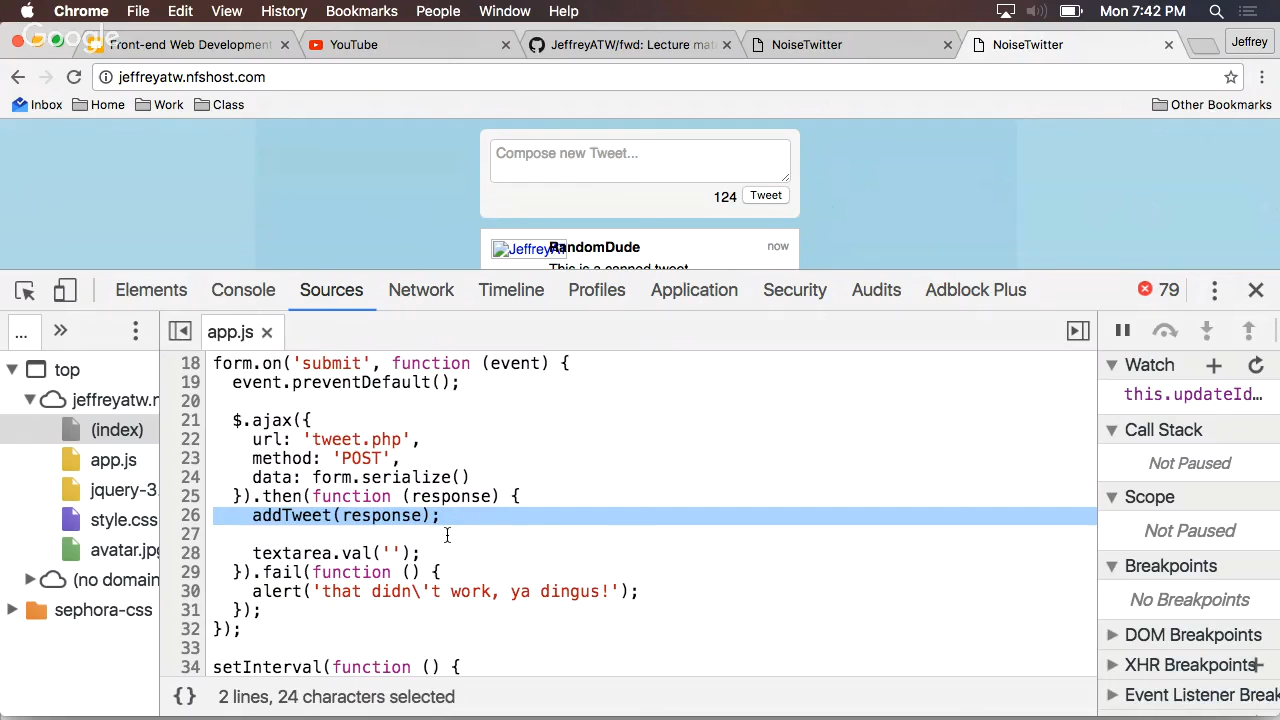 Chrome File Edit View History Bookmarks People Window Help Mon 7:42 PM
Google
Front-end Web Development YouTube JeffreyATW/fwd: Lecture mat NoiseTwitter NoiseTwitter Jeffrey
jeffreyatw.nfshost.com
Inbox Home Work Class Other Bookmarks
Compose new Tweet...
124 Tweet
JeffreyAT RandomDude now
This is a canned tweet
Elements Console Sources Network Timeline Profiles Application Security Audits Adblock Plus 79
... » app.js
top
jeffreyatw.n
(index)
app.js
jquery-3.
style.css
avatar.jpg
(no domain
sephora-css
18 form.on('submit', function (event) {
19 event.preventDefault();
20
21 $.ajax({
22 url: 'tweet.php',
23 method: 'POST',
24 data: form.serialize()
25 }).then(function (response) {
26 addTweet(response);
27
28 textarea.val('');
29 }).fail(function () {
30 alert('that didn\'t work, ya dingus!');
31 });
32 });
33
34 setInterval(function () {
{} 2 lines, 24 characters selected
Watch
this.updateId…
Call Stack
Not Paused
Scope
Not Paused
Breakpoints
No Breakpoints
DOM Breakpoints
XHR Breakpoints
Event Listener Break